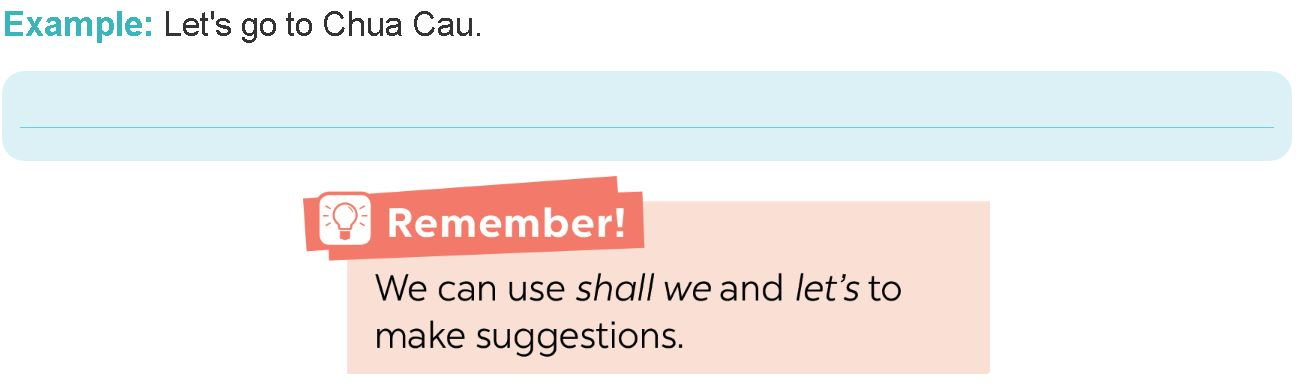 Example: Let's go to Chua Cau.
Remember!
We can use shall we and let's to
make suggestions.